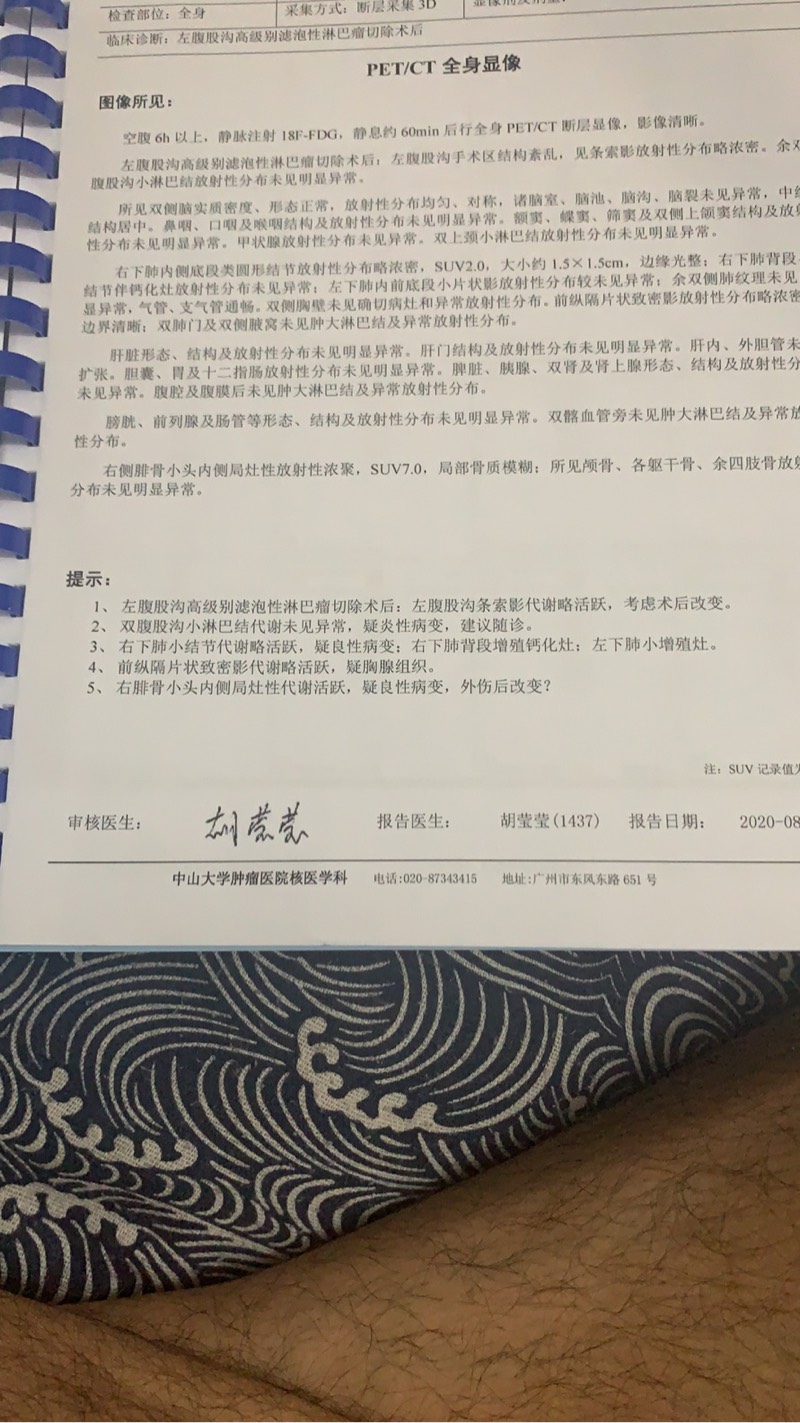 检查部位：全身
采集方式：断层采集 3D
临床诊断：左腹股沟高级别滤泡性淋巴瘤切除术后
PET/CT 全身显像
图像所见：
空腹 6h 以上，静脉注射 18F-FDG，静息约 60min 后行全身 PET/CT 断层显像，影像清晰。
左腹股沟高级别滤泡性淋巴瘤切除术后：左腹股沟手术区结构紊乱，见条索影放射性分布略浓密。余双
腹股沟小淋巴结放射性分布未见明显异常。
所见双侧脑实质密度、形态正常，放射性分布均匀、对称，诸脑室、脑池、脑沟、脑裂未见异常，中线
结构居中。鼻咽、口咽及喉咽结构及放射性分布未见明显异常。额窦、蝶窦、筛窦及双侧上颌窦结构及放射
性分布未见明显异常。甲状腺放射性分布未见异常。双上颈小淋巴结放射性分布未见明显异常。
右下肺内侧底段类圆形结节放射性分布略浓密，SUV2.0，大小约 1.5×1.5cm，边缘光整；右下肺背段
结节伴钙化灶放射性分布未见异常；左下肺内前底段小片状影放射性分布较未见异常；余双侧肺纹理未见
显异常，气管、支气管通畅。双侧胸壁未见确切病灶和异常放射性分布。前纵隔片状致密影放射性分布略浓密
边界清晰；双肺门及双侧腋窝未见肿大淋巴结及异常放射性分布。
肝脏形态、结构及放射性分布未见明显异常。肝门结构及放射性分布未见明显异常。肝内、外胆管未
扩张。胆囊、胃及十二指肠放射性分布未见明显异常。脾脏、胰腺、双肾及肾上腺形态、结构及放射性分
未见异常。腹腔及腹膜后未见肿大淋巴结及异常放射性分布。
膀胱、前列腺及肠管等形态、结构及放射性分布未见明显异常。双髂血管旁未见肿大淋巴结及异常放
性分布。
右侧腓骨小头内侧局灶性放射性浓聚，SUV7.0，局部骨质模糊；所见颅骨、各躯干骨、余四肢骨放射
分布未见明显异常。
提示：
1、 左腹股沟高级别滤泡性淋巴瘤切除术后：左腹股沟条索影代谢略活跃，考虑术后改变。
2、 双腹股沟小淋巴结代谢未见异常，疑炎性病变，建议随诊。
3、 右下肺小结节代谢略活跃，疑良性病变；右下肺背段增殖钙化灶；左下肺小增殖灶。
4、 前纵隔片状致密影代谢略活跃，疑胸腺组织。
5、 右腓骨小头内侧局灶性代谢活跃，疑良性病变，外伤后改变？
注：SUV 记录值为
审核医生： 胡莹莹 报告医生： 胡莹莹(1437) 报告日期： 2020-08
中山大学肿瘤医院核医学科 电话:020-87343415 地址:广州市东风东路 651 号